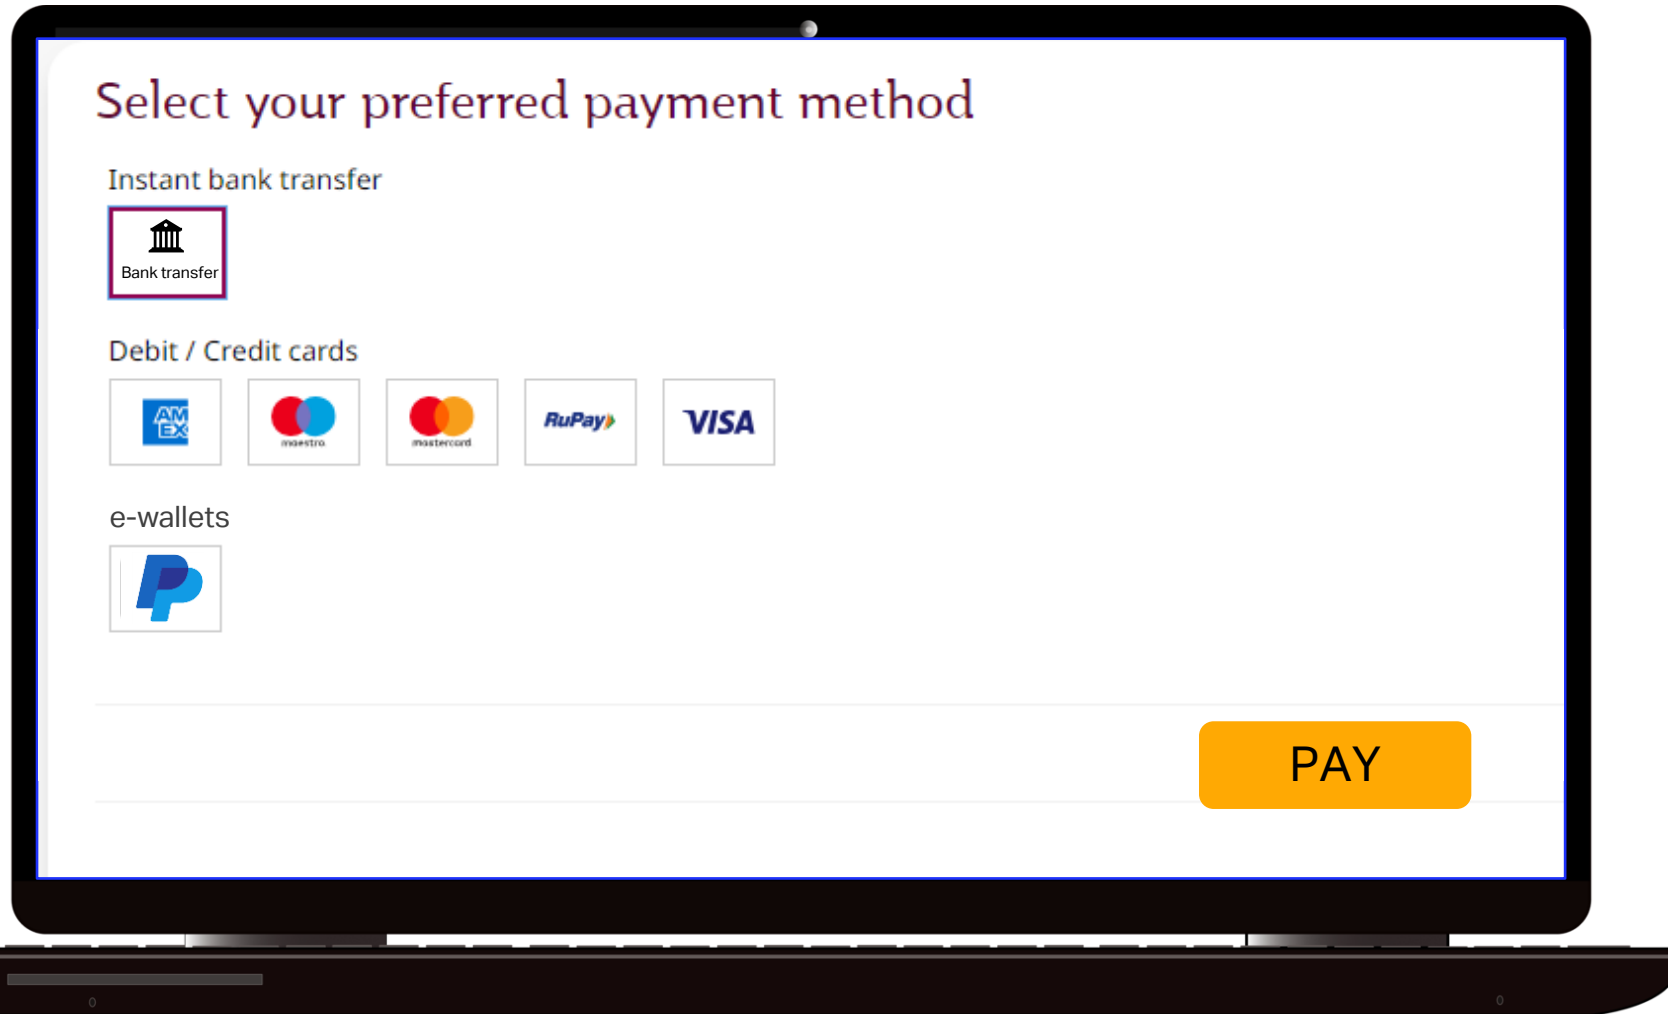 Select your preferred payment method
Instant bank transfer
Bank transfer
Debit / Credit cards
AM
EX
maestro
mastercard
RuPay
VISA
e-wallets
PAY